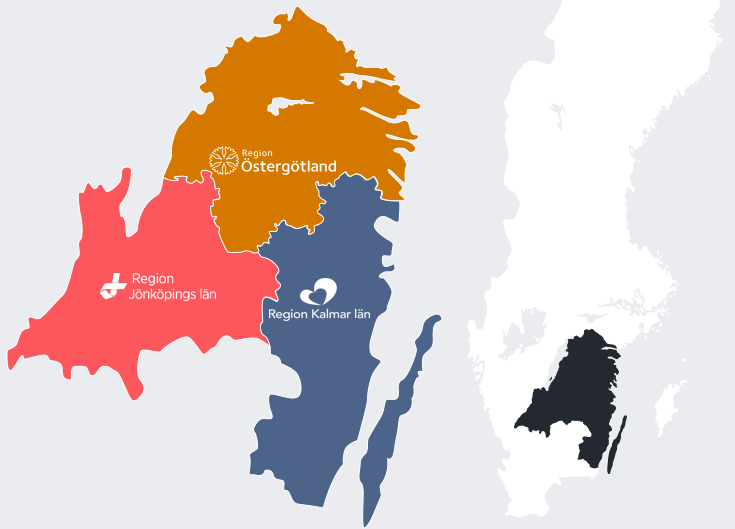 Region
Östergötland
Region
Jönköpings län
Region Kalmar län